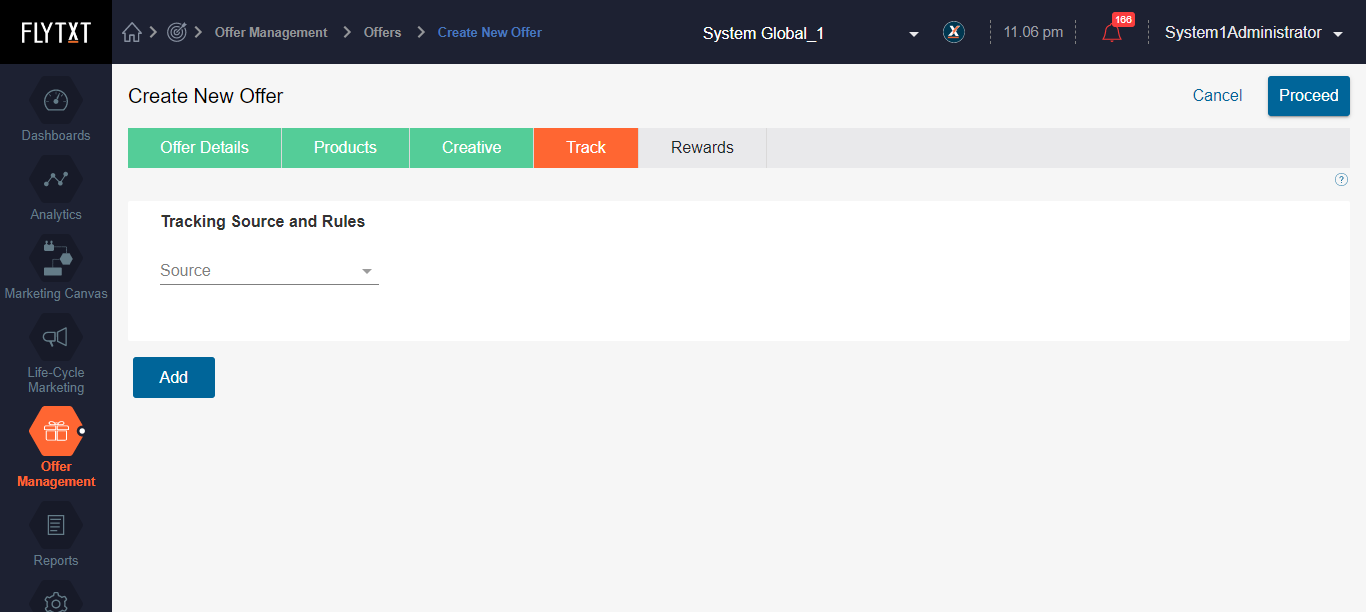 FLYTXT
Offer Management
Offers
Create New Offer
System Global_1
X
11.06 pm
166
System1Administrator
Dashboards
Analytics
Marketing Canvas
Life-Cycle
Marketing
Offer
Management
Reports
Create New Offer
Cancel
Proceed
Offer Details
Products
Creative
Track
Rewards
?
Tracking Source and Rules
Source
Add